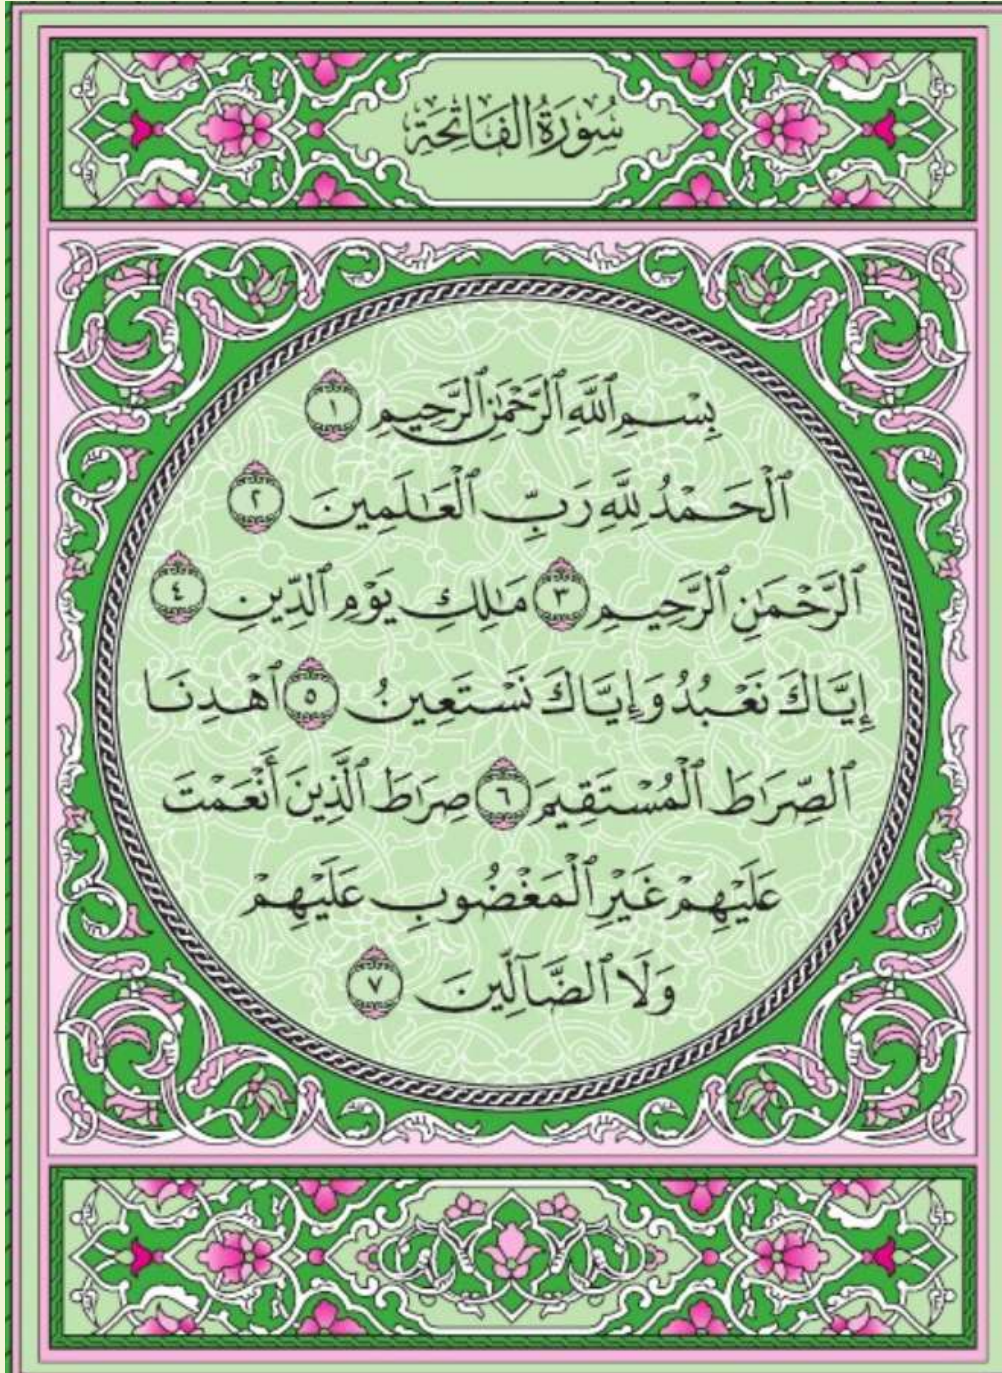 سُورَةُ الفَاتِحَةِ
بِسْمِ ٱللَّهِ ٱلرَّحْمَٰنِ ٱلرَّحِيمِ ١
ٱلْحَمْدُ لِلَّهِ رَبِّ ٱلْعَٰلَمِينَ ٢
ٱلرَّحْمَٰنِ ٱلرَّحِيمِ ٣ مَٰلِكِ يَوْمِ ٱلدِّينِ ٤
إِيَّاكَ نَعْبُدُ وَإِيَّاكَ نَسْتَعِينُ ٥ ٱهْدِنَا
ٱلصِّرَٰطَ ٱلْمُسْتَقِيمَ ٦ صِرَٰطَ ٱلَّذِينَ أَنْعَمْتَ
عَلَيْهِمْ غَيْرِ ٱلْمَغْضُوبِ عَلَيْهِمْ
وَلَا ٱلضَّآلِّينَ ٧